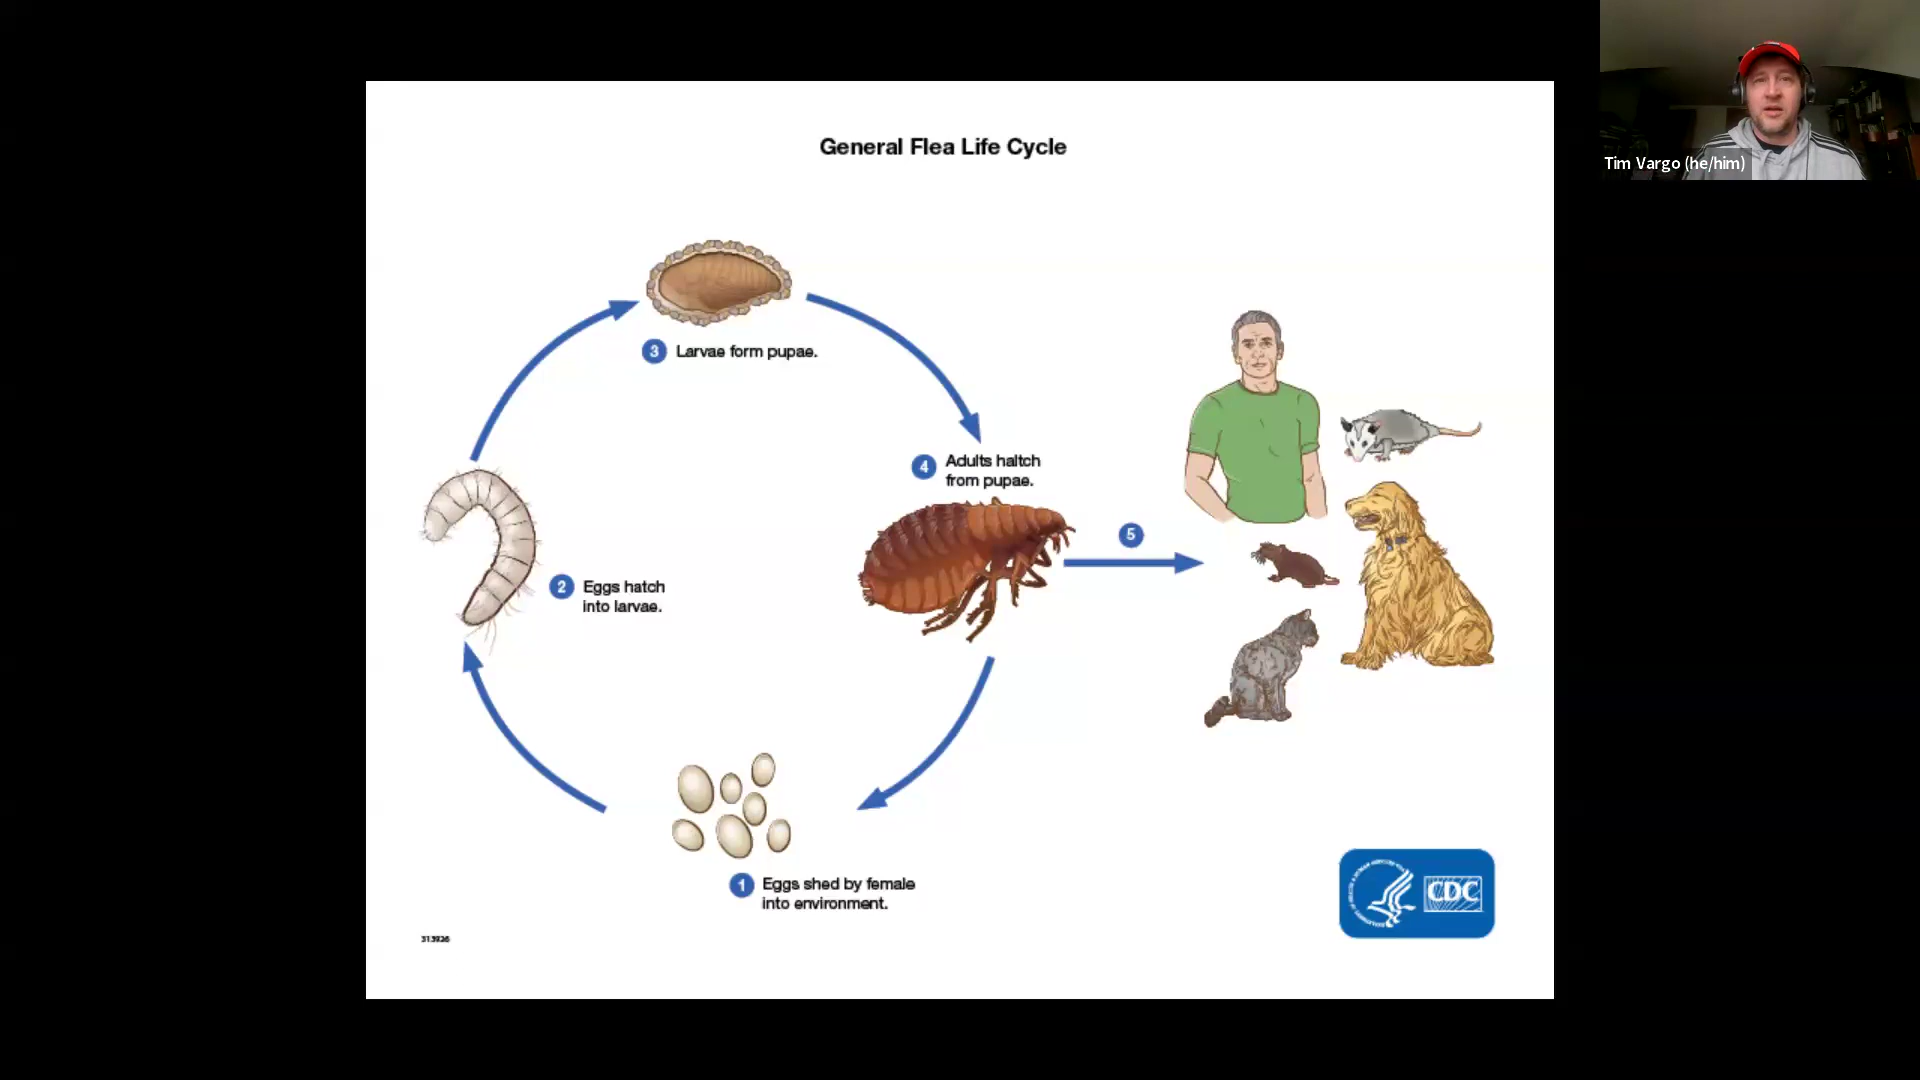 General Flea Life Cycle
3 Larvae form pupae.
4 Adults haltch
from pupae.
5
2 Eggs hatch
into larvae.
1 Eggs shed by female
into environment.
CDC
Tim Vargo (he/him)